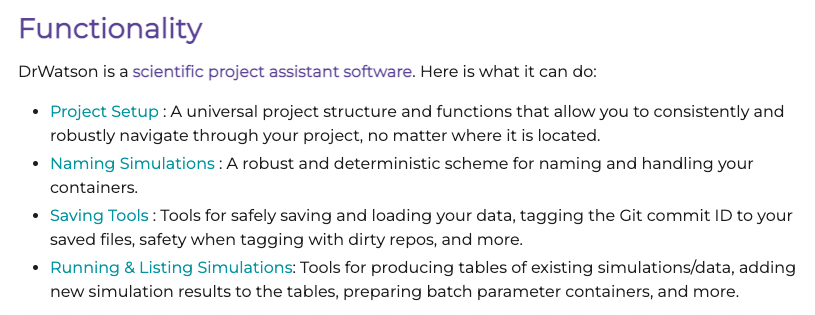 Functionality
DrWatson is a scientific project assistant software. Here is what it can do:
• Project Setup : A universal project structure and functions that allow you to consistently and
robustly navigate through your project, no matter where it is located.
• Naming Simulations : A robust and deterministic scheme for naming and handling your
containers.
• Saving Tools : Tools for safely saving and loading your data, tagging the Git commit ID to your
saved files, safety when tagging with dirty repos, and more.
• Running & Listing Simulations: Tools for producing tables of existing simulations/data, adding
new simulation results to the tables, preparing batch parameter containers, and more.